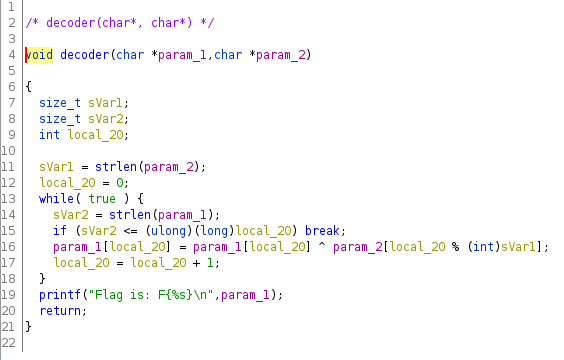 1
2 /* decoder(char*, char*) */
3
4 void decoder(char *param_1,char *param_2)
5
6 {
7   size_t sVar1;
8   size_t sVar2;
9   int local_20;
10
11   sVar1 = strlen(param_2);
12   local_20 = 0;
13   while( true ) {
14     sVar2 = strlen(param_1);
15     if (sVar2 <= (ulong)(long)local_20) break;
16     param_1[local_20] = param_1[local_20] ^ param_2[local_20 % (int)sVar1];
17     local_20 = local_20 + 1;
18   }
19   printf("Flag is: F{%s}\n",param_1);
20   return;
21 }
22